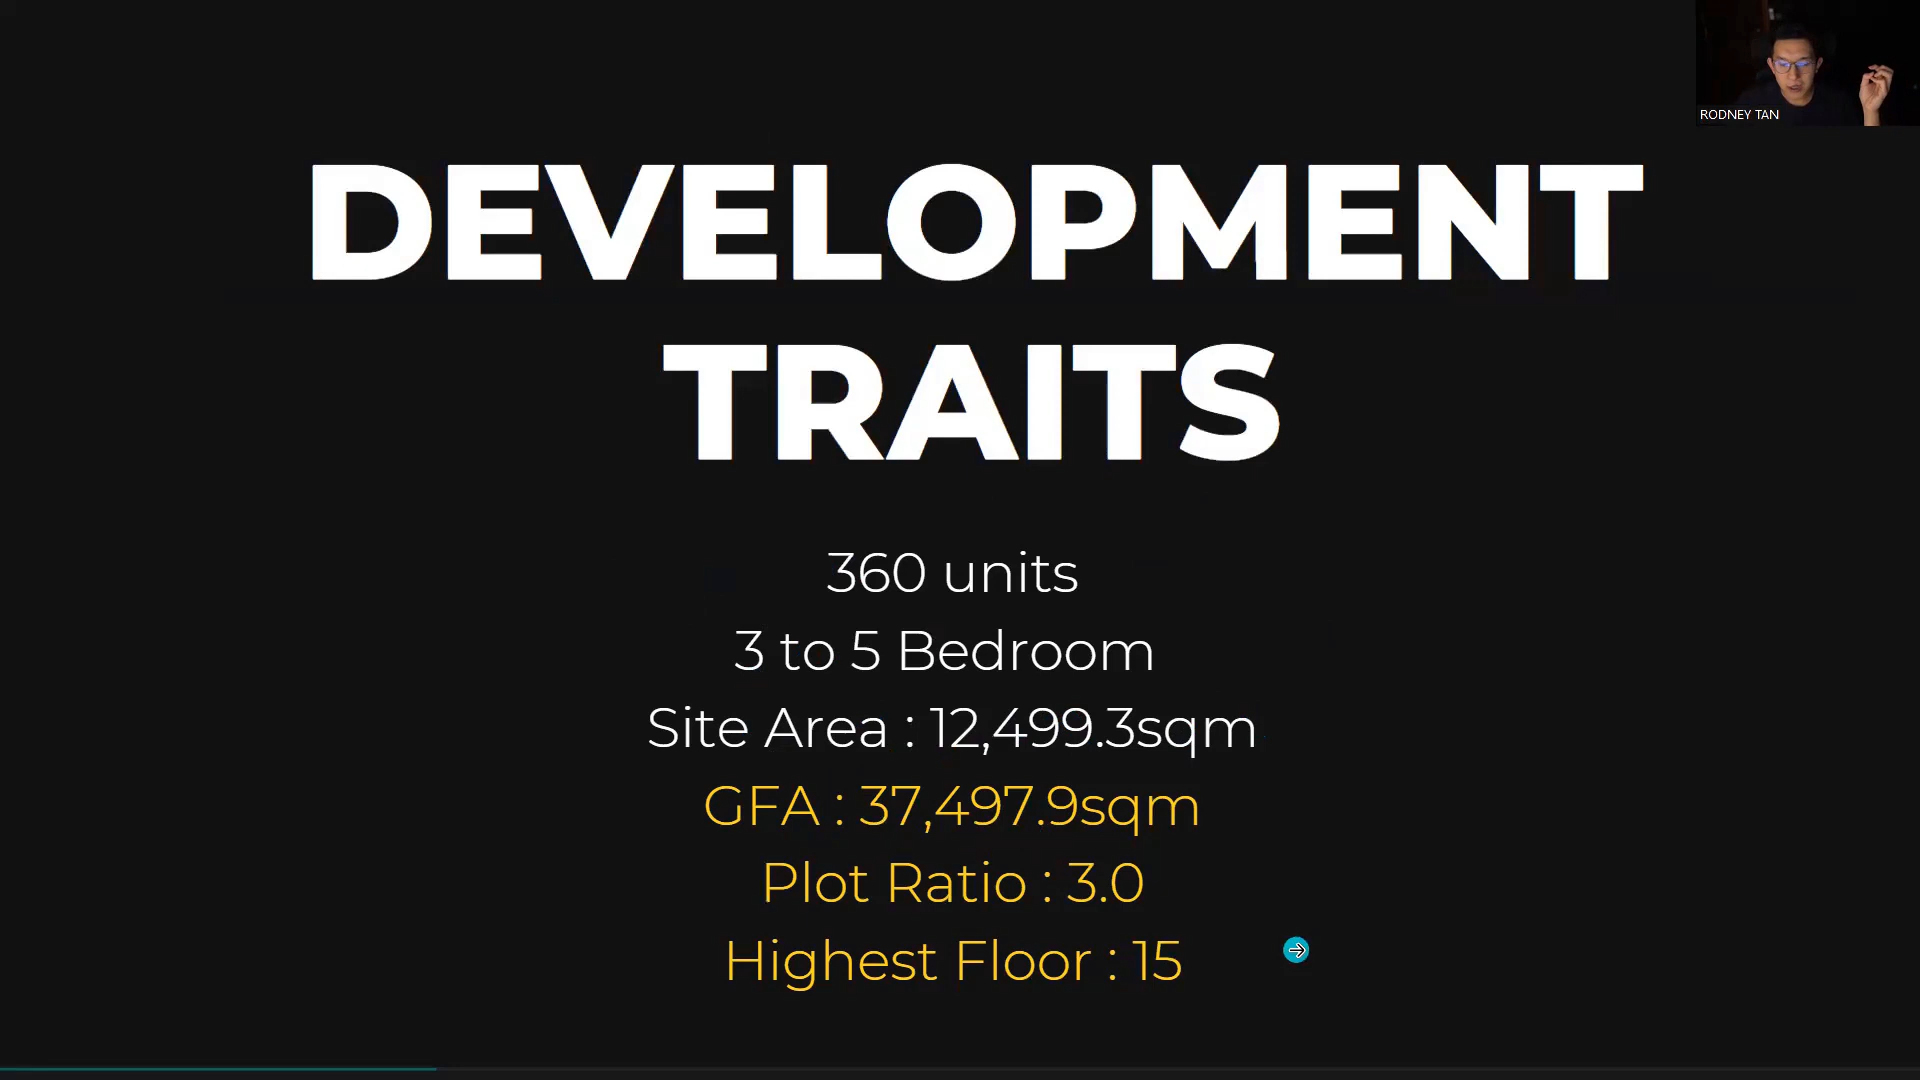 RODNEY TAN
DEVELOPMENT
TRAITS
360 units
3 to 5 Bedroom
Site Area : 12,499.3sqm
GFA : 37,497.9sqm
Plot Ratio : 3.0
Highest Floor : 15